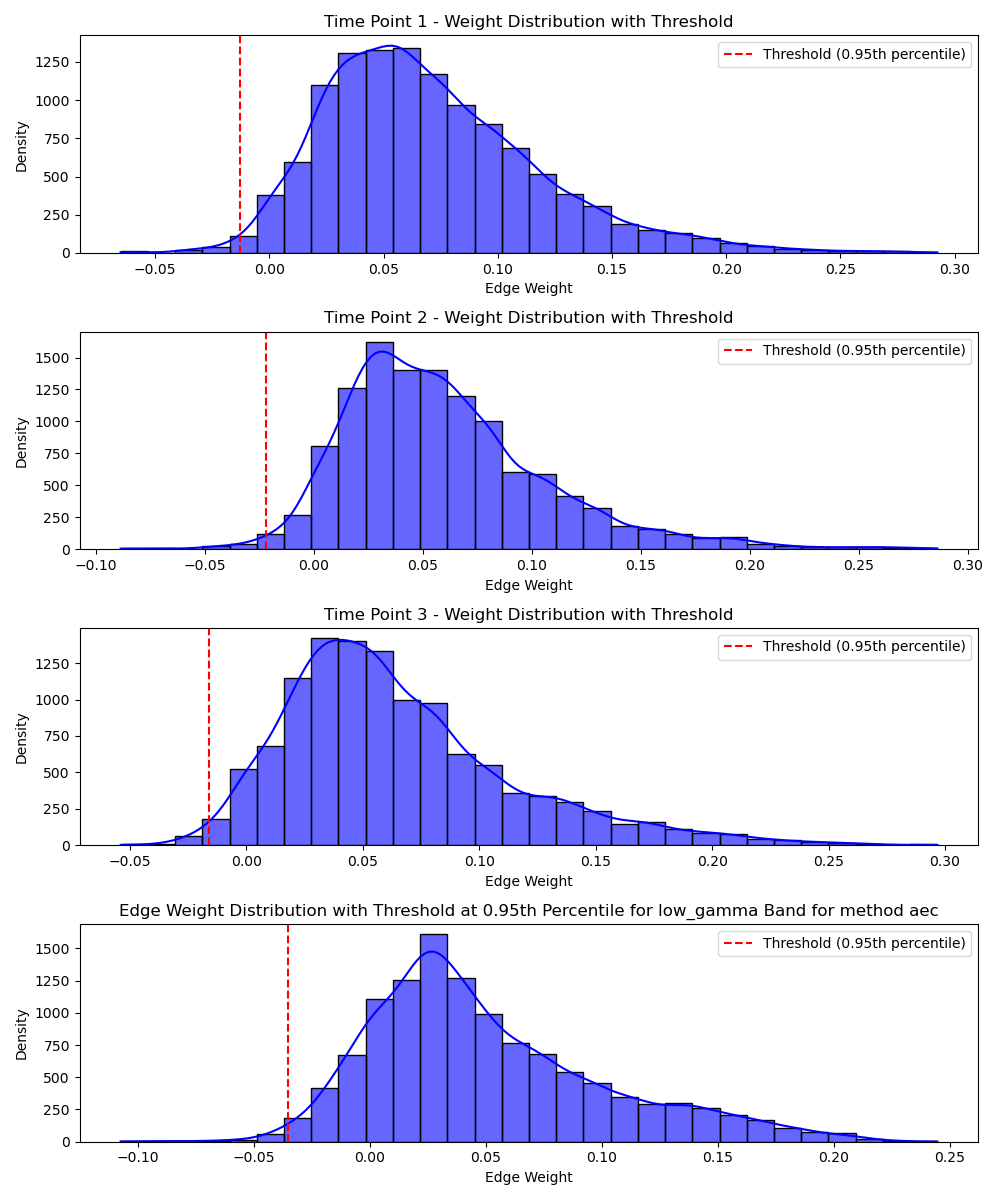 Time Point 1 - Weight Distribution with Threshold
Threshold (0.95th percentile)
Density
1250
1000
750
500
250
0
−0.05 0.00 0.05 0.10 0.15 0.20 0.25 0.30
Edge Weight
Time Point 2 - Weight Distribution with Threshold
Threshold (0.95th percentile)
Density
1500
1250
1000
750
500
250
0
−0.10 −0.05 0.00 0.05 0.10 0.15 0.20 0.25 0.30
Edge Weight
Time Point 3 - Weight Distribution with Threshold
Threshold (0.95th percentile)
Density
1250
1000
750
500
250
0
−0.05 0.00 0.05 0.10 0.15 0.20 0.25 0.30
Edge Weight
Edge Weight Distribution with Threshold at 0.95th Percentile for low_gamma Band for method aec
Threshold (0.95th percentile)
Density
1500
1250
1000
750
500
250
0
−0.10 −0.05 0.00 0.05 0.10 0.15 0.20 0.25
Edge Weight